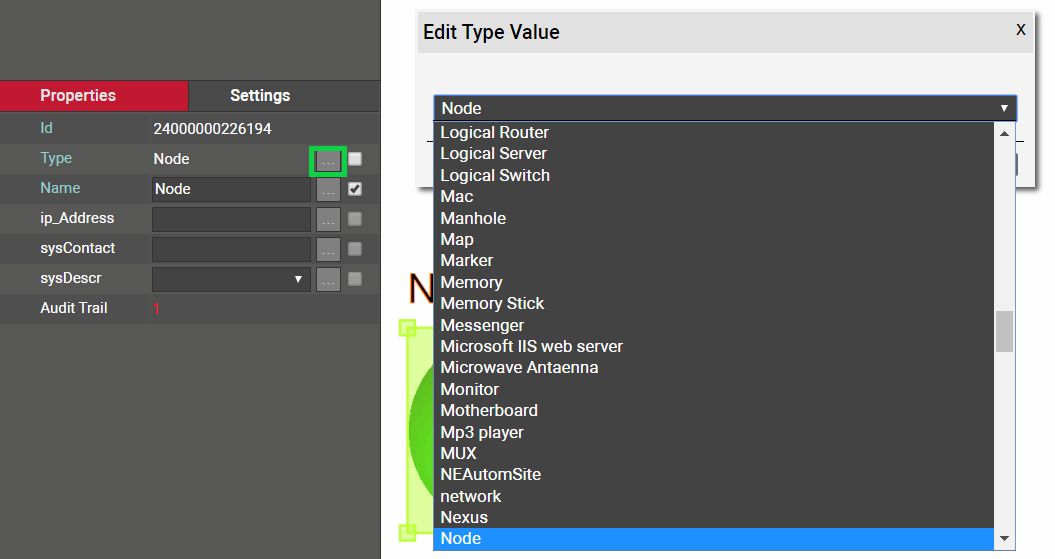 Properties
Settings
Id
24000000226194
Type
Node
...
Name
Node
...
ip_Address
...
sysContact
...
sysDescr
...
Audit Trail
1
Edit Type Value
X
Node
Logical Router
Logical Server
Logical Switch
Mac
Manhole
Map
Marker
Memory
Memory Stick
Messenger
Microsoft IIS web server
Microwave Antaenna
Monitor
Motherboard
Mp3 player
MUX
NEAutomSite
network
Nexus
Node
N